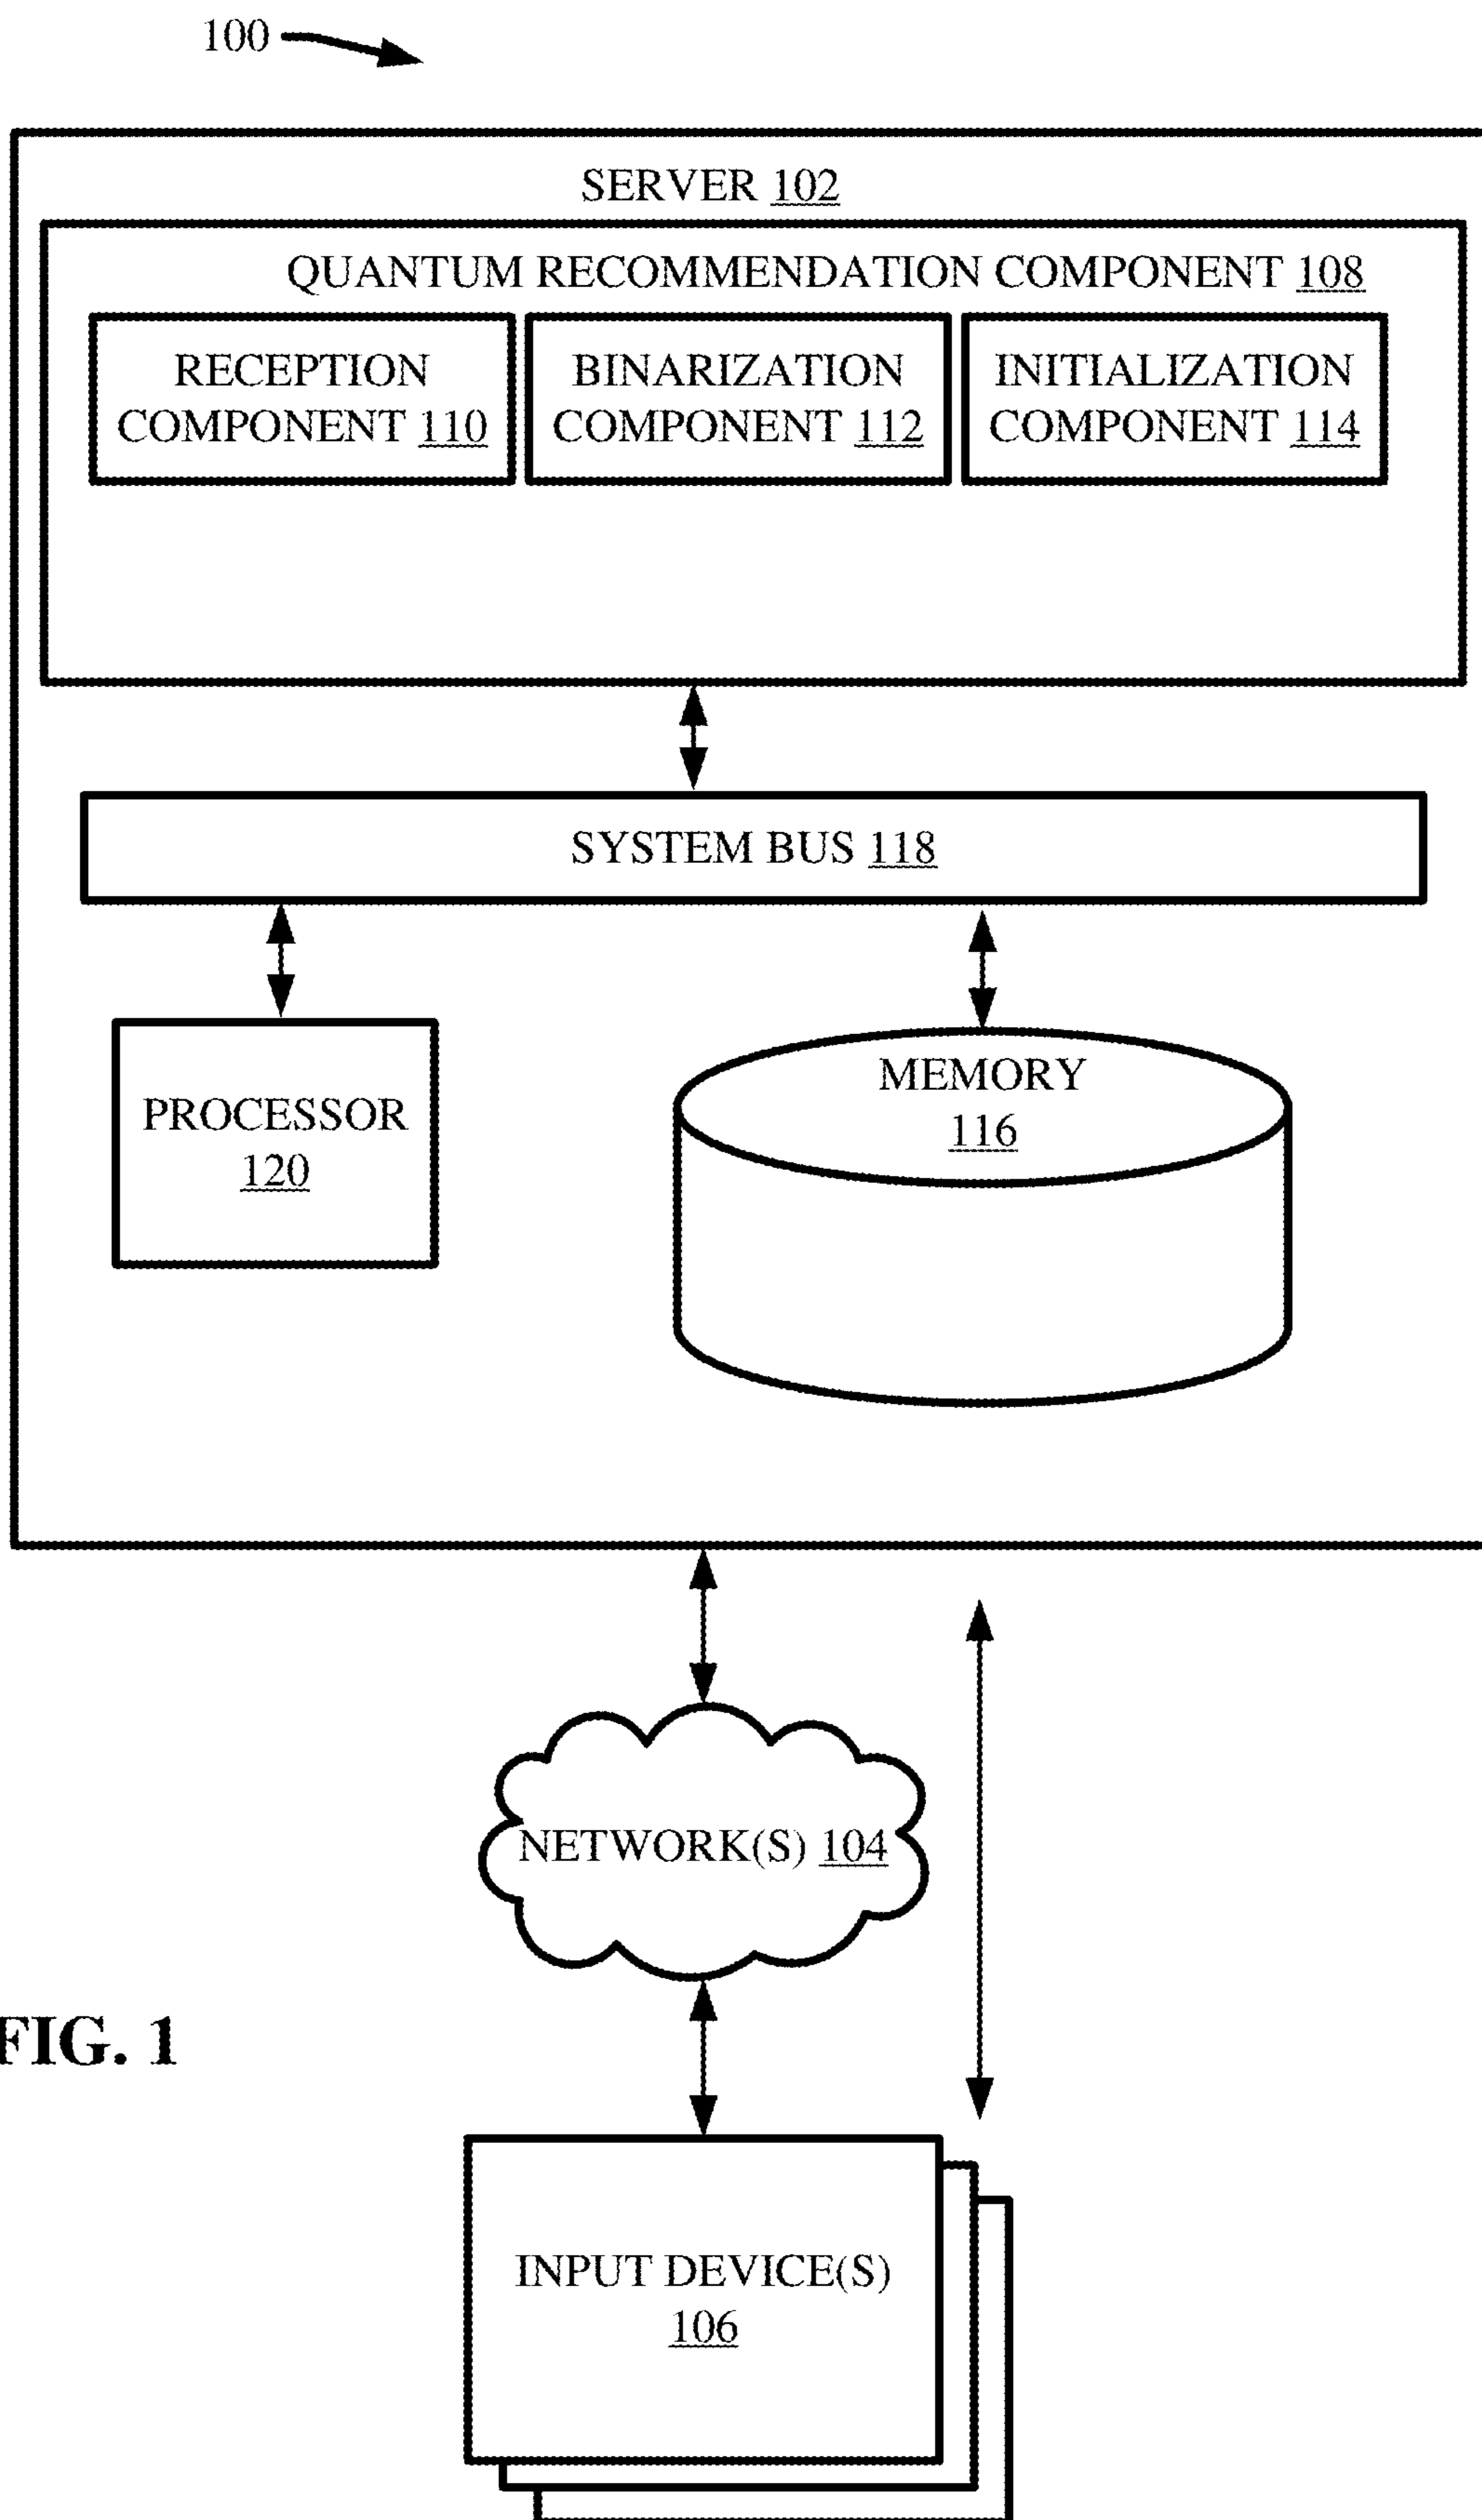 100
SERVER 102
QUANTUM RECOMMENDATION COMPONENT 108
RECEPTION
COMPONENT 110
BINARIZATION
COMPONENT 112
INITIALIZATION
COMPONENT 114
SYSTEM BUS 118
PROCESSOR
120
MEMORY
116
NETWORK(S) 104
FIG. 1
INPUT DEVICE(S)
106